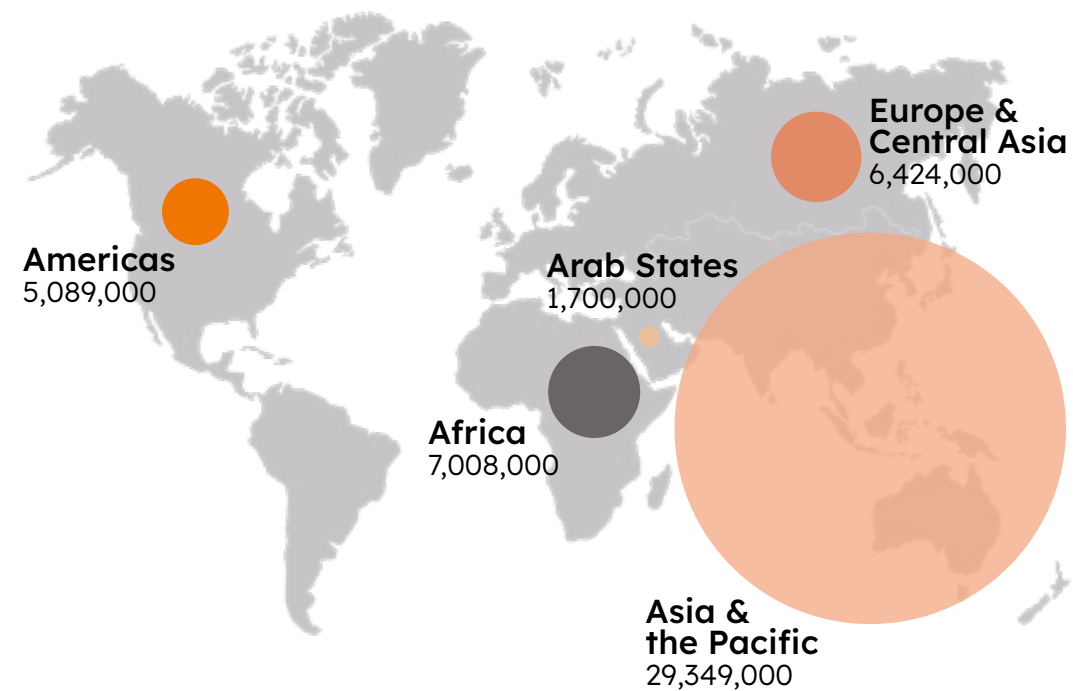 Europe &
Central Asia
6,424,000
Americas
5,089,000
Arab States
1,700,000
Africa
7,008,000
Asia &
the Pacific
29,349,000